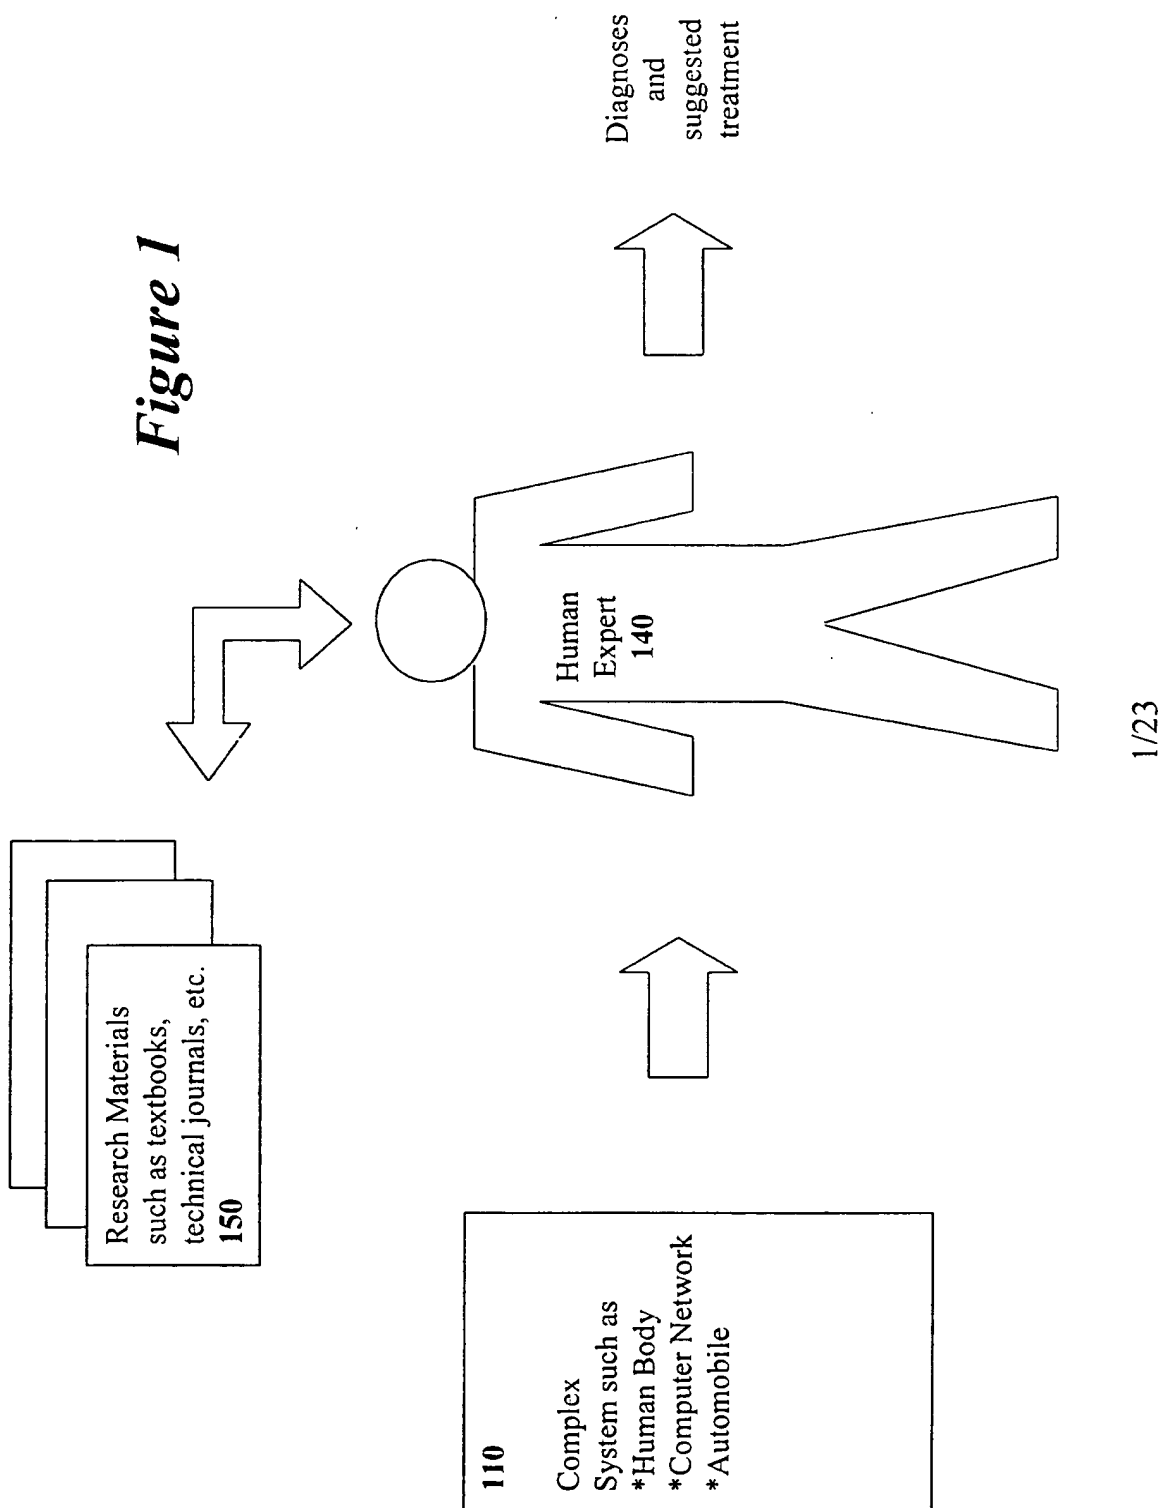 Figure 1
Research Materials
such as textbooks,
technical journals, etc.
150
110
Complex
System such as
*Human Body
*Computer Network
*Automobile
Human
Expert
140
Diagnoses
and
suggested
treatment
1/23